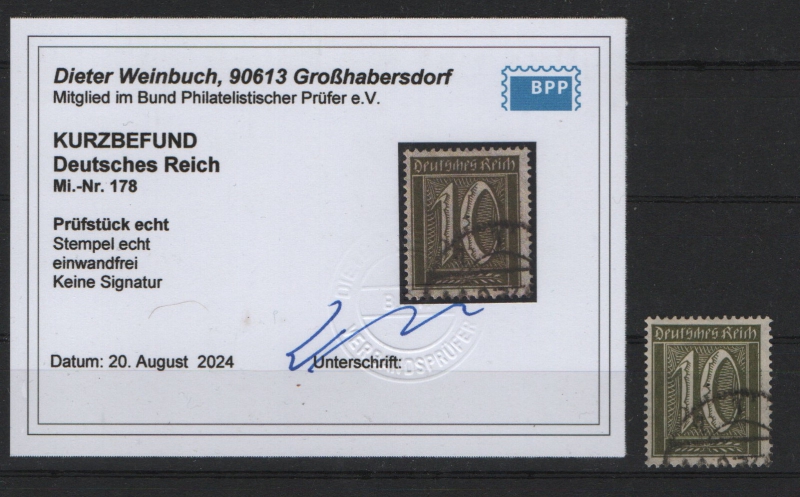 Dieter Weinbuch, 90613 Großhabersdorf
Mitglied im Bund Philatelistischer Prüfer e.V.
BPP
KURZBEFUND
Deutsches Reich
Mi.-Nr. 178
Prüfstück echt
Stempel echt
einwandfrei
Keine Signatur
Deutsches Reich
10
Datum: 20. August 2024
Unterschrift:
Deutsches Reich
10